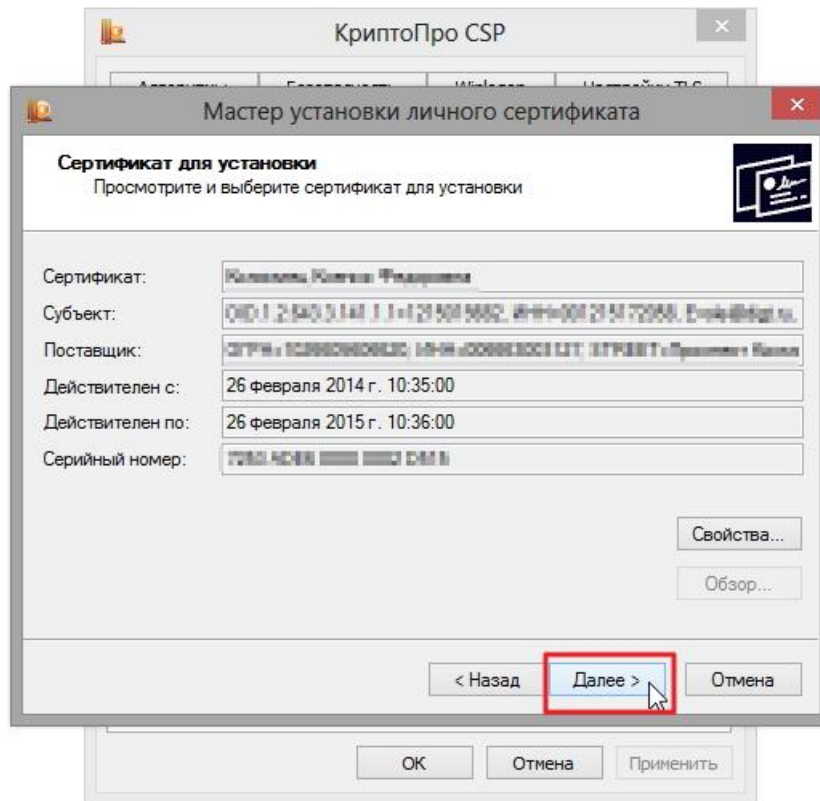 КриптоПро CSP
Мастер установки личного сертификата
Сертификат для установки
Просмотрите и выберите сертификат для установки
Сертификат:
Субъект:
Поставщик:
Действителен с: 26 февраля 2014 г. 10:35:00
Действителен по: 26 февраля 2015 г. 10:36:00
Серийный номер:
Свойства...
Обзор...
< Назад Далее > Отмена
OK Отмена Применить